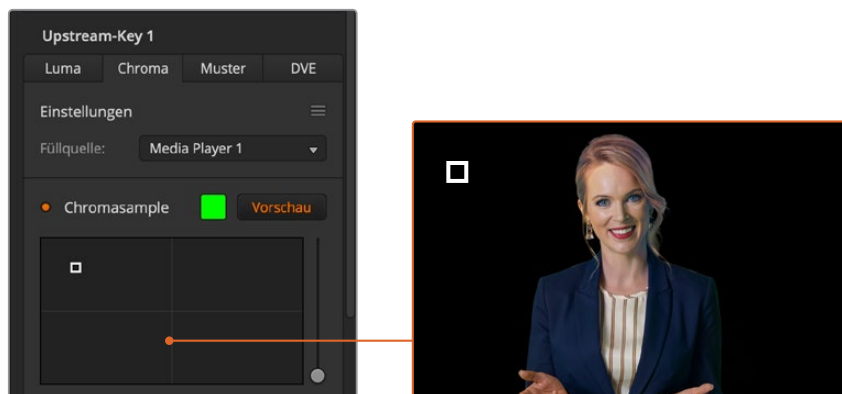 Upstream-Key 1
Luma Chroma Muster DVE
Einstellungen
Füllquelle: Media Player 1
Chromasample Vorschau